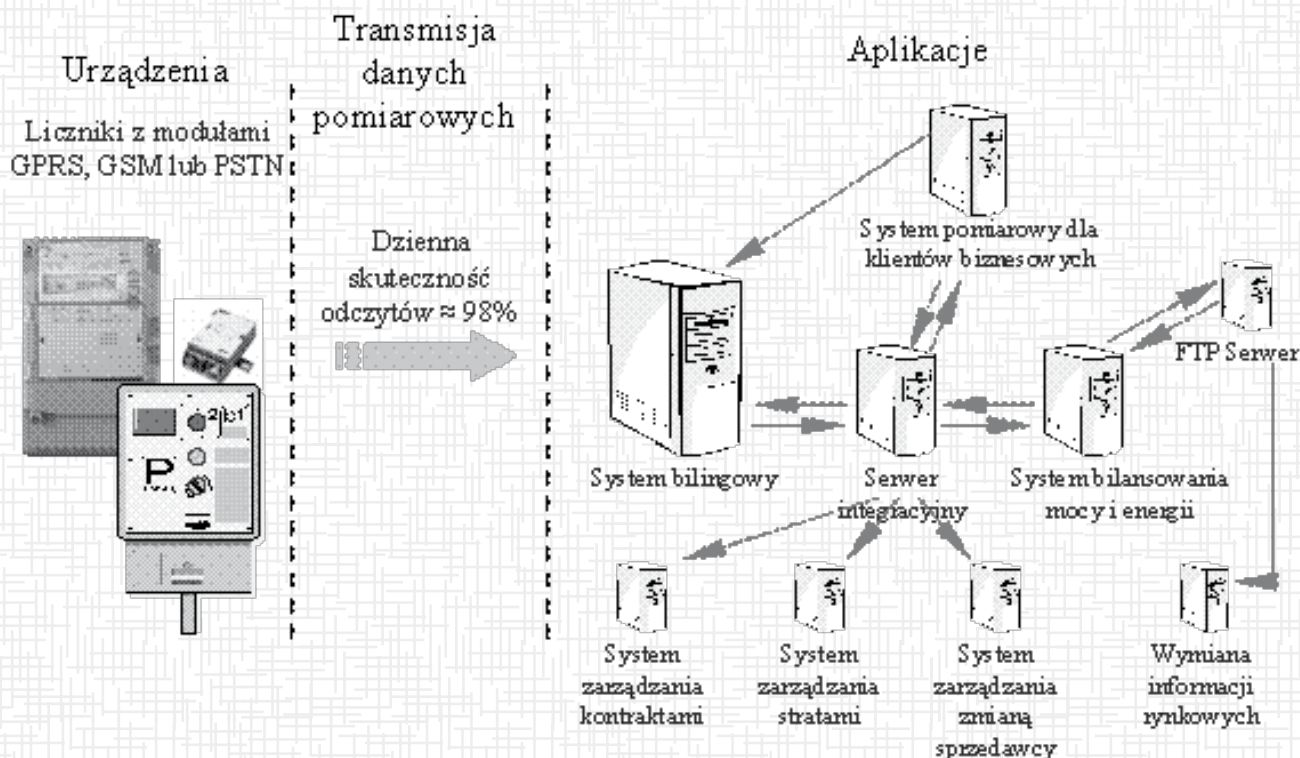 Urządzenia
Liczniki z modułami
GPRS, GSM lub PSTN
Transmisja
danych
pomiarowych
Dzienna
skuteczność
odczytów ≈ 98%
Aplikacje
System pomiarowy dla
klientów biznesowych
FTP Serwer
System bilingowy
Serwer
integracyjny
System bilansowania
mocy i energii
System
zarządzania
kontraktami
System
zarządzania
stratami
System
zarządzania
zmianą
sprzedawcy
Wymiana
informacji
rynkowych
P